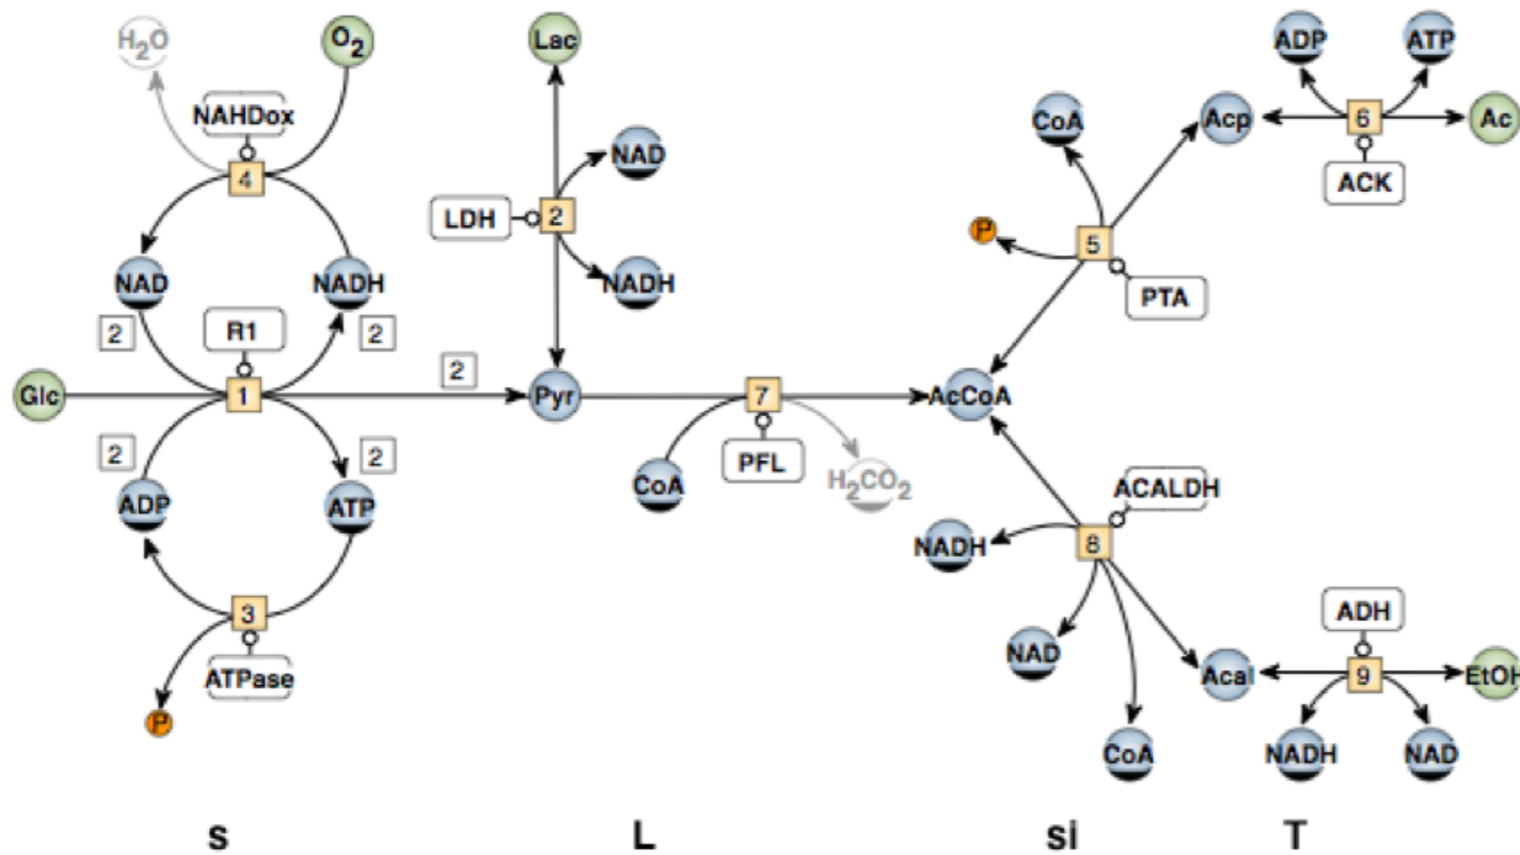 H2O
O2
Lac
ADP
ATP
NAHDox
CoA
Acp
6
Ac
4
NAD
ACK
LDH
2
P
5
NAD
NADH
NADH
PTA
2
R1
2
2
Glc
1
Pyr
7
AcCoA
2
2
PFL
CoA
H2CO2
ACALDH
ADP
ATP
NADH
8
3
ADH
ATPase
NAD
Acal
9
EtOH
P
CoA
NADH
NAD
s
L
si
T